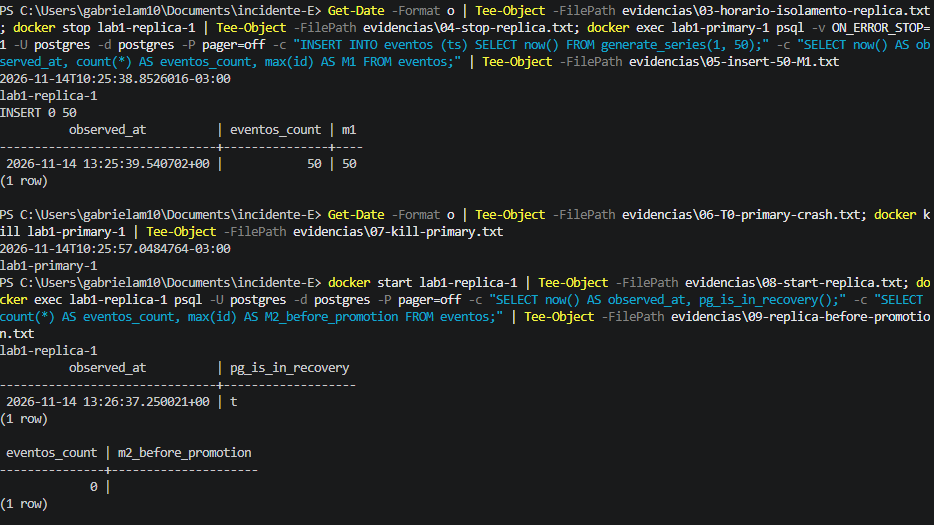 PS C:\Users\gabrielam10\Documents\incidente-E> Get-Date -Format o | Tee-Object -FilePath evidencias\03-horario-isolamento-replica.txt
; docker stop lab1-replica-1 | Tee-Object -FilePath evidencias\04-stop-replica.txt; docker exec lab1-primary-1 psql -v ON_ERROR_STOP=
1 -U postgres -d postgres -P pager=off -c "INSERT INTO eventos (ts) SELECT now() FROM generate_series(1, 50);" -c "SELECT now() AS ob
served_at, count(*) AS eventos_count, max(id) AS M1 FROM eventos;" | Tee-Object -FilePath evidencias\05-insert-50-M1.txt
2026-11-14T10:25:38.8526016-03:00
lab1-replica-1
INSERT 0 50
          observed_at          | eventos_count | m1
-------------------------------+---------------+----
 2026-11-14 13:25:39.540702+00 |            50 | 50
(1 row)

PS C:\Users\gabrielam10\Documents\incidente-E> Get-Date -Format o | Tee-Object -FilePath evidencias\06-T0-primary-crash.txt; docker k
ill lab1-primary-1 | Tee-Object -FilePath evidencias\07-kill-primary.txt
2026-11-14T10:25:57.0484764-03:00
lab1-primary-1
PS C:\Users\gabrielam10\Documents\incidente-E> docker start lab1-replica-1 | Tee-Object -FilePath evidencias\08-start-replica.txt; do
cker exec lab1-replica-1 psql -U postgres -d postgres -P pager=off -c "SELECT now() AS observed_at, pg_is_in_recovery();" -c "SELECT
count(*) AS eventos_count, max(id) AS M2_before_promotion FROM eventos;" | Tee-Object -FilePath evidencias\09-replica-before-promotio
n.txt
lab1-replica-1
          observed_at          | pg_is_in_recovery
-------------------------------+-------------------
 2026-11-14 13:26:37.250021+00 | t
(1 row)

 eventos_count | m2_before_promotion
---------------+---------------------
             0 |
(1 row)